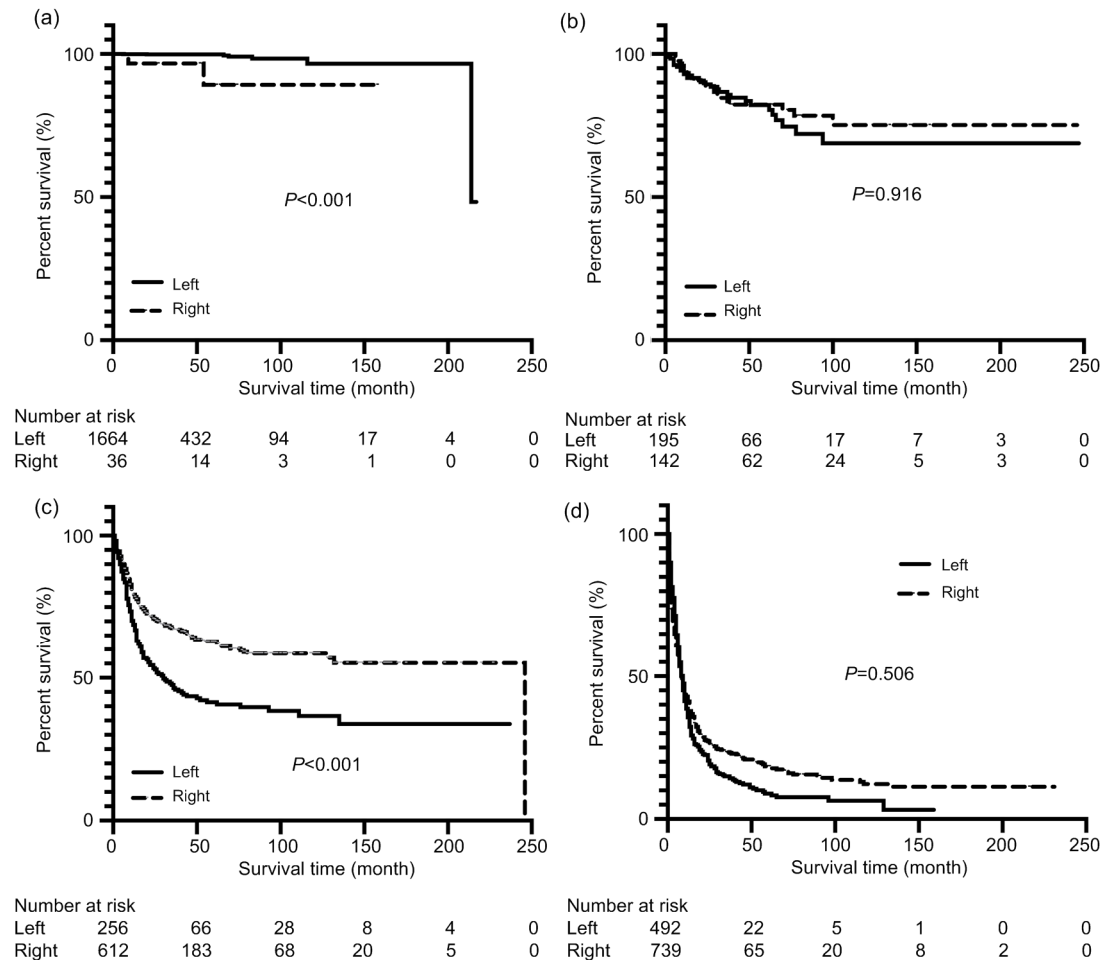 (a)
Percent survival (%)
100
50
0
P<0.001
Left
Right
0 50 100 150 200 250
Survival time (month)
Number at risk
Left 1664 432 94 17 4 0
Right 36 14 3 1 0 0
(b)
Percent survival (%)
100
50
0
P=0.916
Left
Right
0 50 100 150 200 250
Survival time (month)
Number at risk
Left 195 66 17 7 3 0
Right 142 62 24 5 3 0
(c)
Percent survival (%)
100
50
0
P<0.001
Left
Right
0 50 100 150 200 250
Survival time (month)
Number at risk
Left 256 66 28 8 4 0
Right 612 183 68 20 5 0
(d)
Percent survival (%)
100
50
0
Left
Right
P=0.506
0 50 100 150 200 250
Survival time (month)
Number at risk
Left 492 22 5 1 0 0
Right 739 65 20 8 2 0